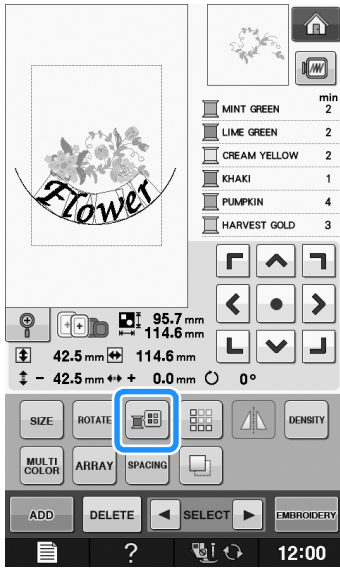 min
MINT GREEN 2
LIME GREEN 2
CREAM YELLOW 2
KHAKI 1
PUMPKIN 4
HARVEST GOLD 3
Flower
95.7 mm
114.6 mm
42.5 mm 114.6 mm
- 42.5 mm + 0.0 mm 0°
SIZE ROTATE DENSITY
MULTI COLOR ARRAY SPACING
ADD DELETE SELECT EMBROIDERY
? 12:00